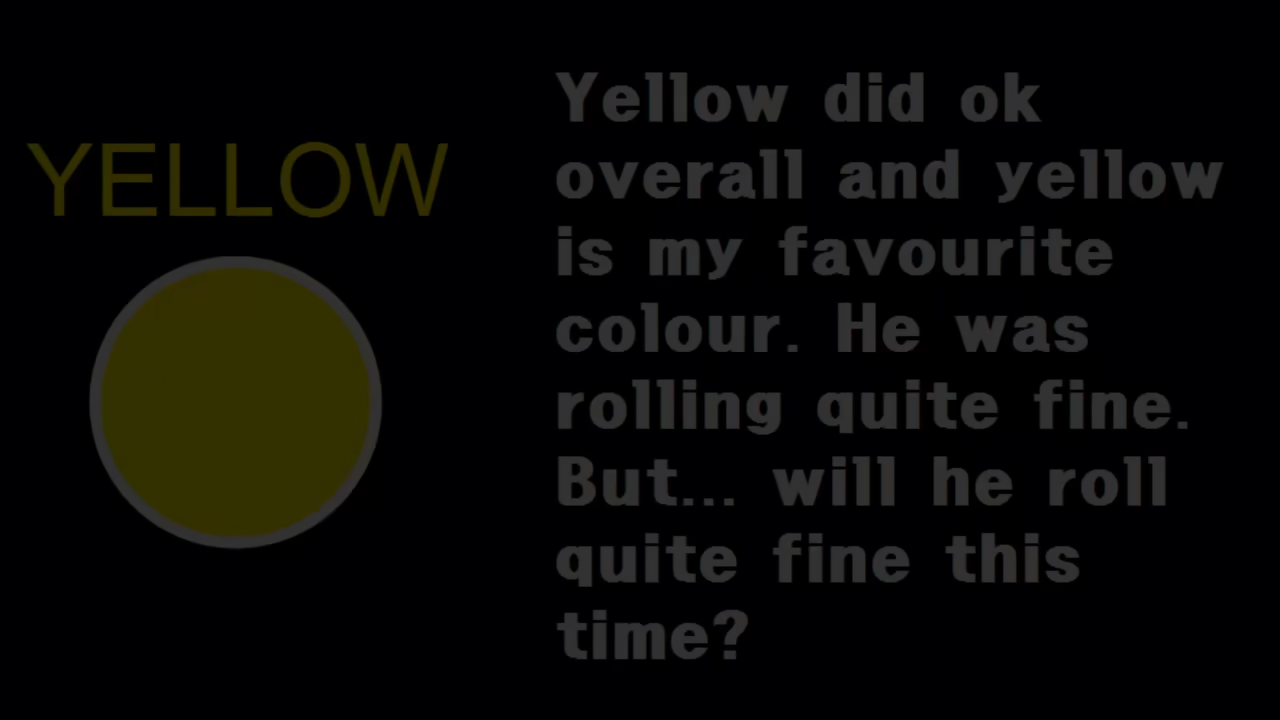 YELLOW
Yellow did ok
overall and yellow
is my favourite
colour. He was
rolling quite fine.
But... will he roll
quite fine this
time?